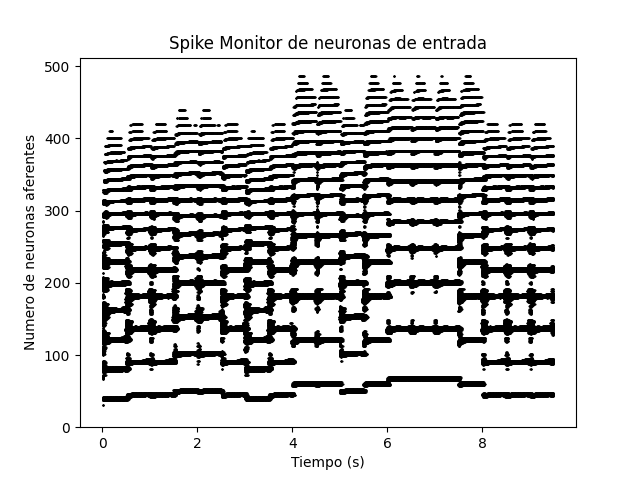 Spike Monitor de neuronas de entrada
Numero de neuronas aferentes
500
400
300
200
100
0
0 2 4 6 8
Tiempo (s)